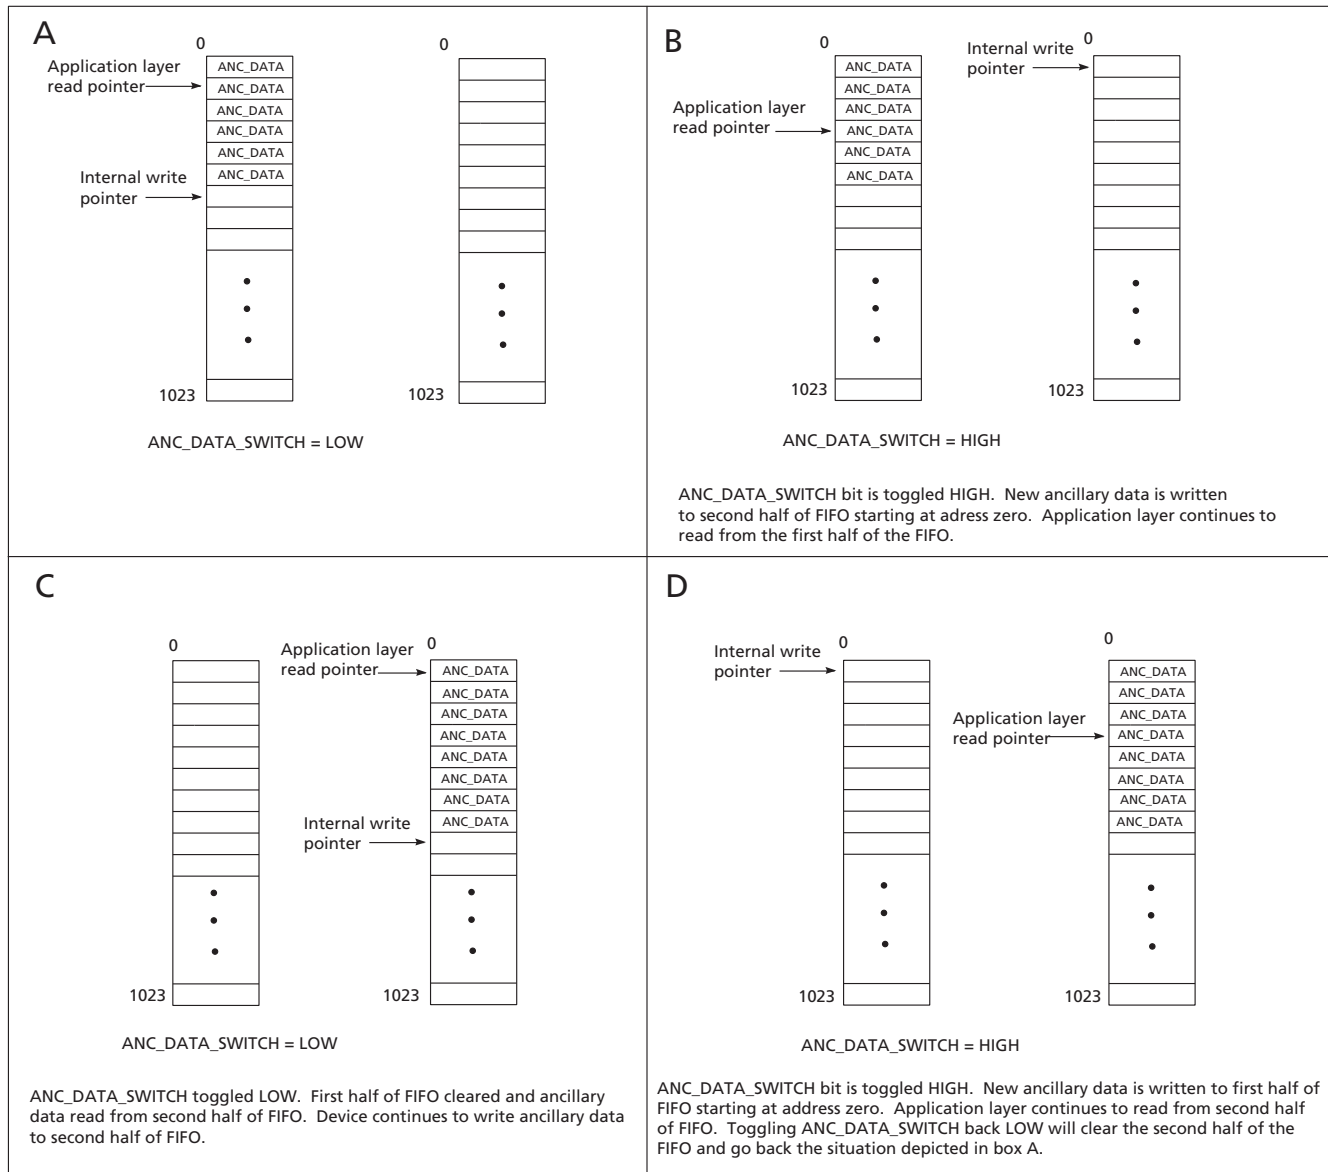 A
0
0
Application layer
read pointer
ANC_DATA
ANC_DATA
ANC_DATA
ANC_DATA
ANC_DATA
ANC_DATA
Internal write
pointer
1023
1023
ANC_DATA_SWITCH = LOW
B
0
0
Internal write
pointer
ANC_DATA
ANC_DATA
ANC_DATA
ANC_DATA
ANC_DATA
ANC_DATA
Application layer
read pointer
1023
1023
ANC_DATA_SWITCH = HIGH
ANC_DATA_SWITCH bit is toggled HIGH. New ancillary data is written
to second half of FIFO starting at adress zero. Application layer continues to
read from the first half of the FIFO.
C
0
0
Application layer
read pointer
ANC_DATA
ANC_DATA
ANC_DATA
ANC_DATA
ANC_DATA
ANC_DATA
ANC_DATA
ANC_DATA
Internal write
pointer
1023
1023
ANC_DATA_SWITCH = LOW
ANC_DATA_SWITCH toggled LOW. First half of FIFO cleared and ancillary
data read from second half of FIFO. Device continues to write ancillary data
to second half of FIFO.
D
0
0
Internal write
pointer
ANC_DATA
ANC_DATA
ANC_DATA
ANC_DATA
ANC_DATA
ANC_DATA
ANC_DATA
ANC_DATA
Application layer
read pointer
1023
1023
ANC_DATA_SWITCH = HIGH
ANC_DATA_SWITCH bit is toggled HIGH. New ancillary data is written to first half of
FIFO starting at address zero. Application layer continues to read from second half
of FIFO. Toggling ANC_DATA_SWITCH back LOW will clear the second half of the
FIFO and go back the situation depicted in box A.